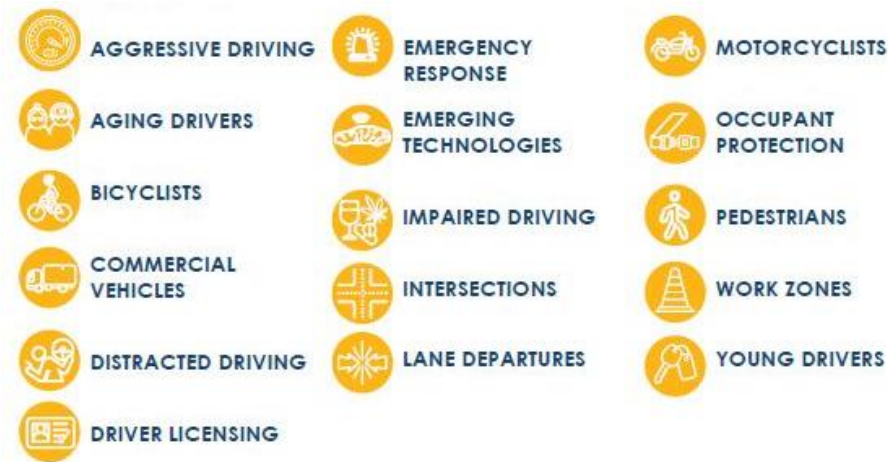 AGGRESSIVE DRIVING
AGING DRIVERS
BICYCLISTS
COMMERCIAL
VEHICLES
DISTRACTED DRIVING
DRIVER LICENSING
EMERGENCY
RESPONSE
EMERGING
TECHNOLOGIES
IMPAIRED DRIVING
INTERSECTIONS
LANE DEPARTURES
MOTORCYCLISTS
OCCUPANT
PROTECTION
PEDESTRIANS
WORK ZONES
YOUNG DRIVERS